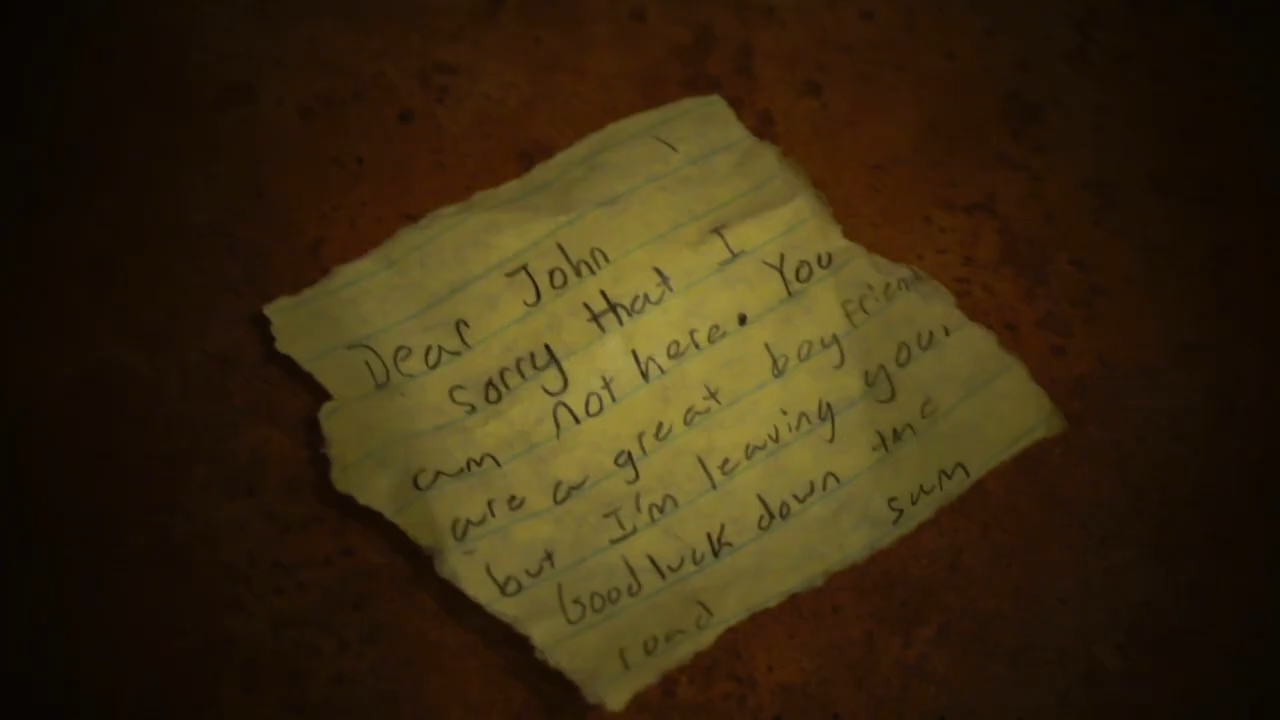 Dear John
sorry that I
am not here. You
are a great boy friend
but I'm leaving you.
Good luck down the
road sam